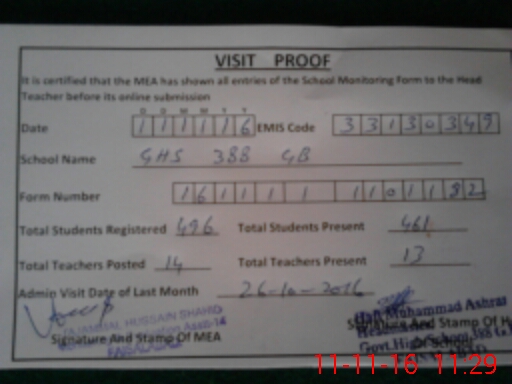 VISIT PROOF
It is certified that the MEA has shown all entries of the School Monitoring Form to the Head
Teacher before its online submission
D D M M Y Y
Date 1 1 1 1 1 6 EMIS Code 3 3 1 3 0 3 4 9
School Name GHS 388 GB
Form Number 1 6 1 1 1 1 1 1 0 1 1 8 2
Total Students Registered 496 Total Students Present 461
Total Teachers Posted 14 Total Teachers Present 13
Admin Visit Date of Last Month 26-10-2016
HUSSAIN SHAHID Muhammad Ashraf
Signature And Stamp Of MEA Signature And Stamp Of
Govt. High School
11-11-16 11:29